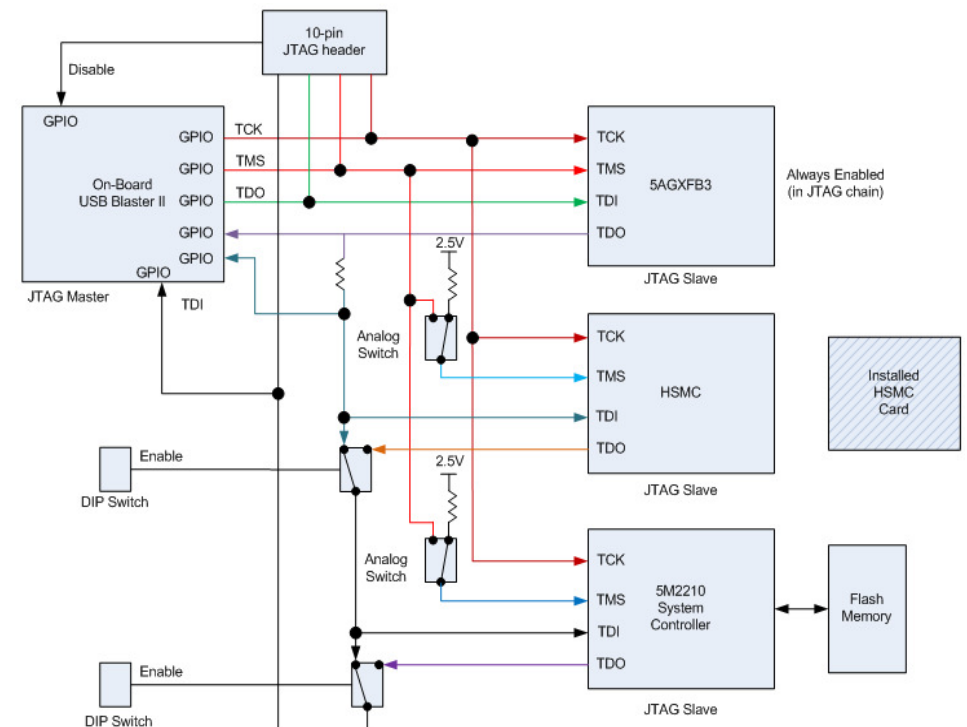 10-pin
JTAG header
Disable
GPIO
GPIO
TCK
TCK
GPIO
TMS
TMS
On-Board
USB Blaster II
5AGXFB3
Always Enabled
(in JTAG chain)
GPIO
TDO
TDI
GPIO
TDO
2.5V
GPIO
GPIO
JTAG Slave
JTAG Master
TDI
Analog
Switch
TCK
TMS
HSMC
Installed
HSMC
Card
TDI
TDO
Enable
2.5V
DIP Switch
JTAG Slave
Analog
Switch
TCK
TMS
5M2210
System
Controller
Flash
Memory
TDI
TDO
Enable
JTAG Slave
DIP Switch